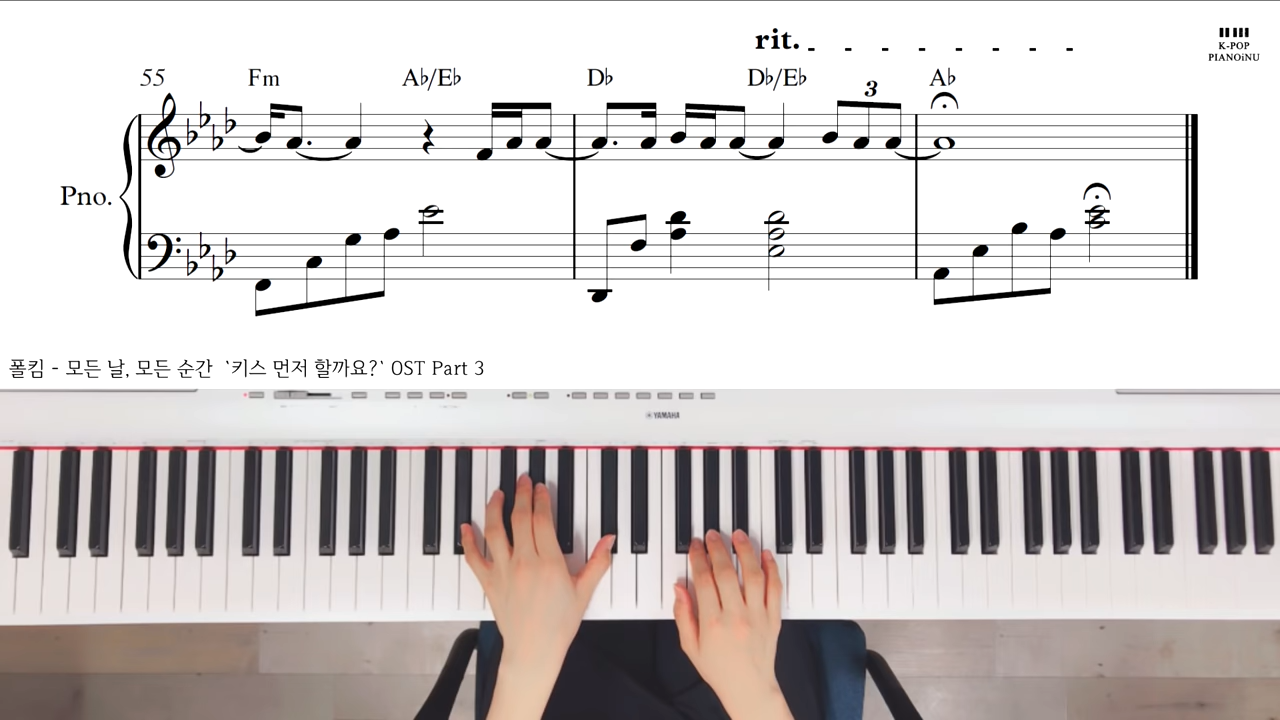 rit.
K-POP
PIANOiNU
55 Fm A♭/E♭ D♭ D♭/E♭ A♭
3
Pno.
폴킴 - 모든 날, 모든 순간 `키스 먼저 할까요?` OST Part 3
YAMAHA